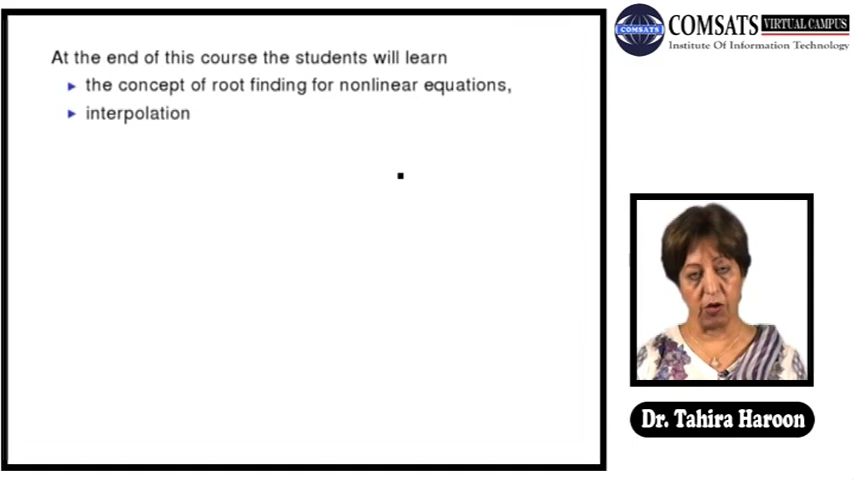 At the end of this course the students will learn
the concept of root finding for nonlinear equations,
interpolation
COMSATS
COMSATS VIRTUAL CAMPUS
Institute Of Information Technology
Dr. Tahira Haroon